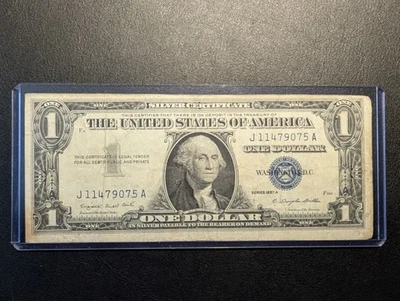 SILVER CERTIFICATE
THIS CERTIFIES THAT THERE IS ON DEPOSIT IN THE TREASURY OF
THE UNITED STATES OF AMERICA
J 11479075 A
ONE DOLLAR
THIS CERTIFICATE IS LEGAL TENDER
FOR ALL DEBTS, PUBLIC AND PRIVATE
WASHINGTON, D.C.
J 11479075 A
SERIES 1957 A
ONE DOLLAR
IN SILVER PAYABLE TO THE BEARER ON DEMAND
1
1
1
1
1